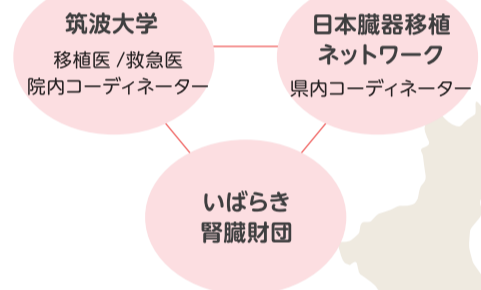 筑波大学
移植医/救急医
院内コーディネーター
日本臓器移植
ネットワーク
県内コーディネーター
いばらき
腎臓財団